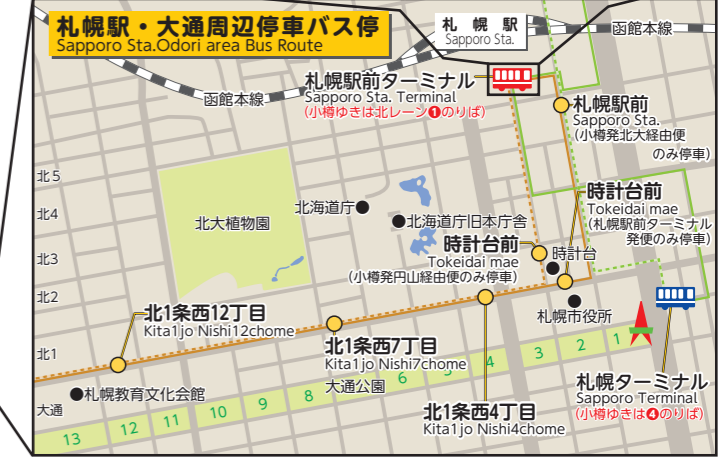 札幌駅・大通周辺停車バス停
Sapporo Sta.Odori area Bus Route
札幌駅
Sapporo Sta.
函館本線
函館本線
札幌駅前ターミナル
Sapporo Sta. Terminal
(小樽ゆきは北レーン❶のりば)
札幌駅前
Sapporo Sta.
(小樽発北大経由便
のみ停車)
北5
北4
北3
北2
北1
大通
北大植物園
北海道庁
北海道庁旧本庁舎
時計台前
Tokeidai mae
(札幌駅前ターミナル
発便のみ停車)
時計台前
Tokeidai mae
(小樽発円山経由便のみ停車)
時計台
札幌市役所
北1条西12丁目
Kita1jo Nishi12chome
北1条西7丁目
Kita1jo Nishi7chome
北1条西4丁目
Kita1jo Nishi4chome
札幌ターミナル
Sapporo Terminal
(小樽ゆきは❹のりば)
札幌教育文化会館
大通公園
13
12
11
10
9
8
6
5
4
3
2
1